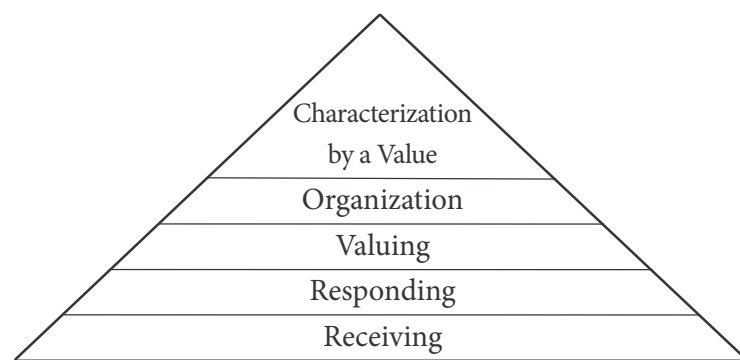 Characterization
by a Value
Organization
Valuing
Responding
Receiving